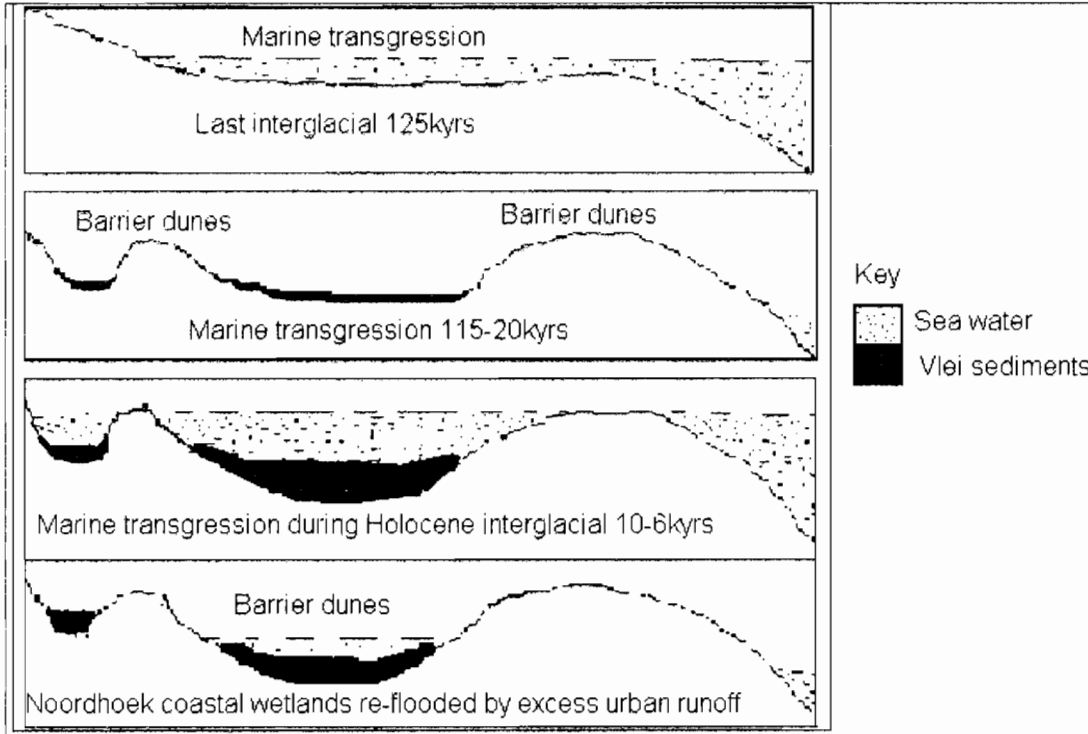 Marine transgression
Last interglacial 125kyrs
Barrier dunes
Barrier dunes
Marine transgression 115-20kyrs
Key
Sea water
Vlei sediments
Marine transgression during Holocene interglacial 10-6kyrs
Barrier dunes
Noordhoek coastal wetlands re-flooded by excess urban runoff